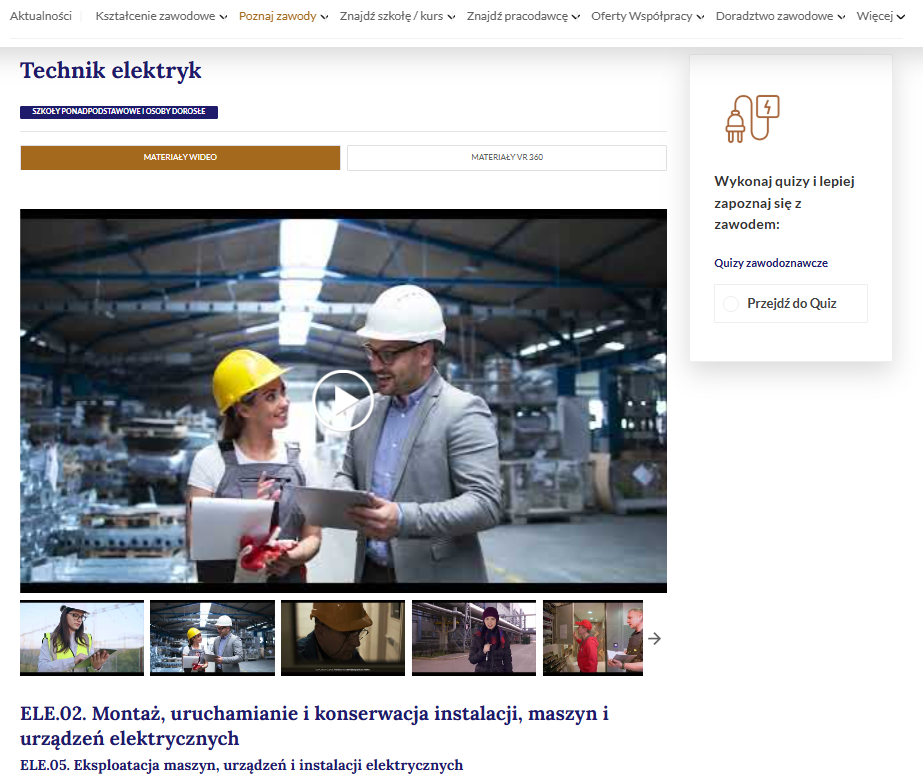 Aktualności Kształcenie zawodowe Poznaj zawody Znajdź szkołę / kurs Znajdź pracodawcę Oferty Współpracy Doradztwo zawodowe Więcej
Technik elektryk
SZKOŁY PONADPODSTAWOWE I OSOBY DOROSŁE
MATERIAŁY WIDEO
MATERIAŁY VR 360
Wykonaj quizy i lepiej
zapoznaj się z
zawodem:
Quizy zawodoznawcze
Przejdź do Quiz
ELE.02. Montaż, uruchamianie i konserwacja instalacji, maszyn i
urządzeń elektrycznych
ELE.05. Eksploatacja maszyn, urządzeń i instalacji elektrycznych